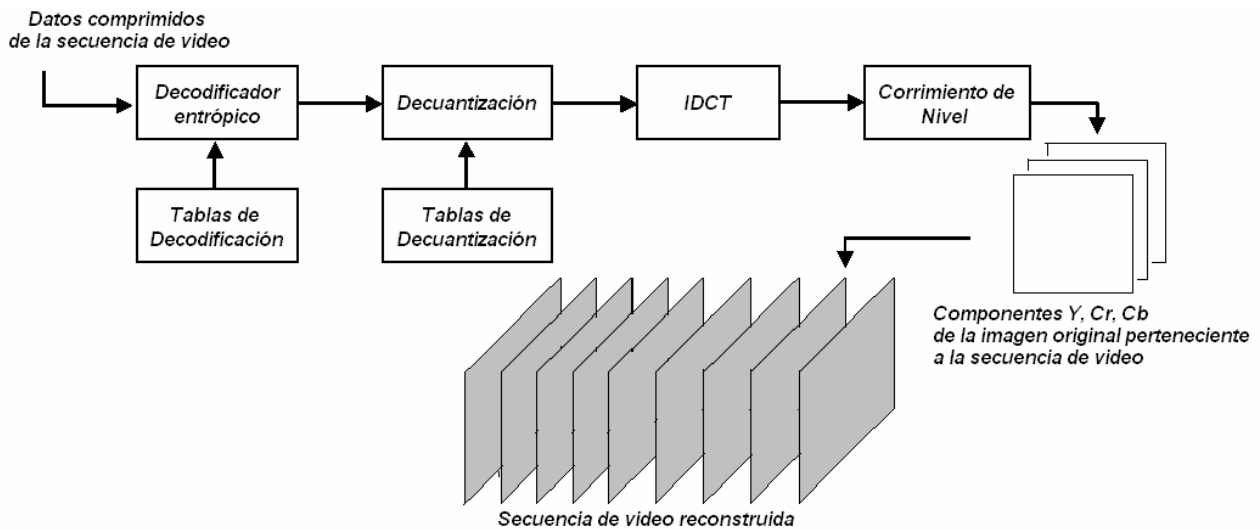 Datos comprimidos
de la secuencia de video
Decodificador
entrópico
Decuantización
IDCT
Corrimiento de
Nivel
Tablas de
Decodificación
Tablas de
Decuantización
Componentes Y, Cr, Cb
de la imagen original perteneciente
a la secuencia de video
Secuencia de video reconstruida